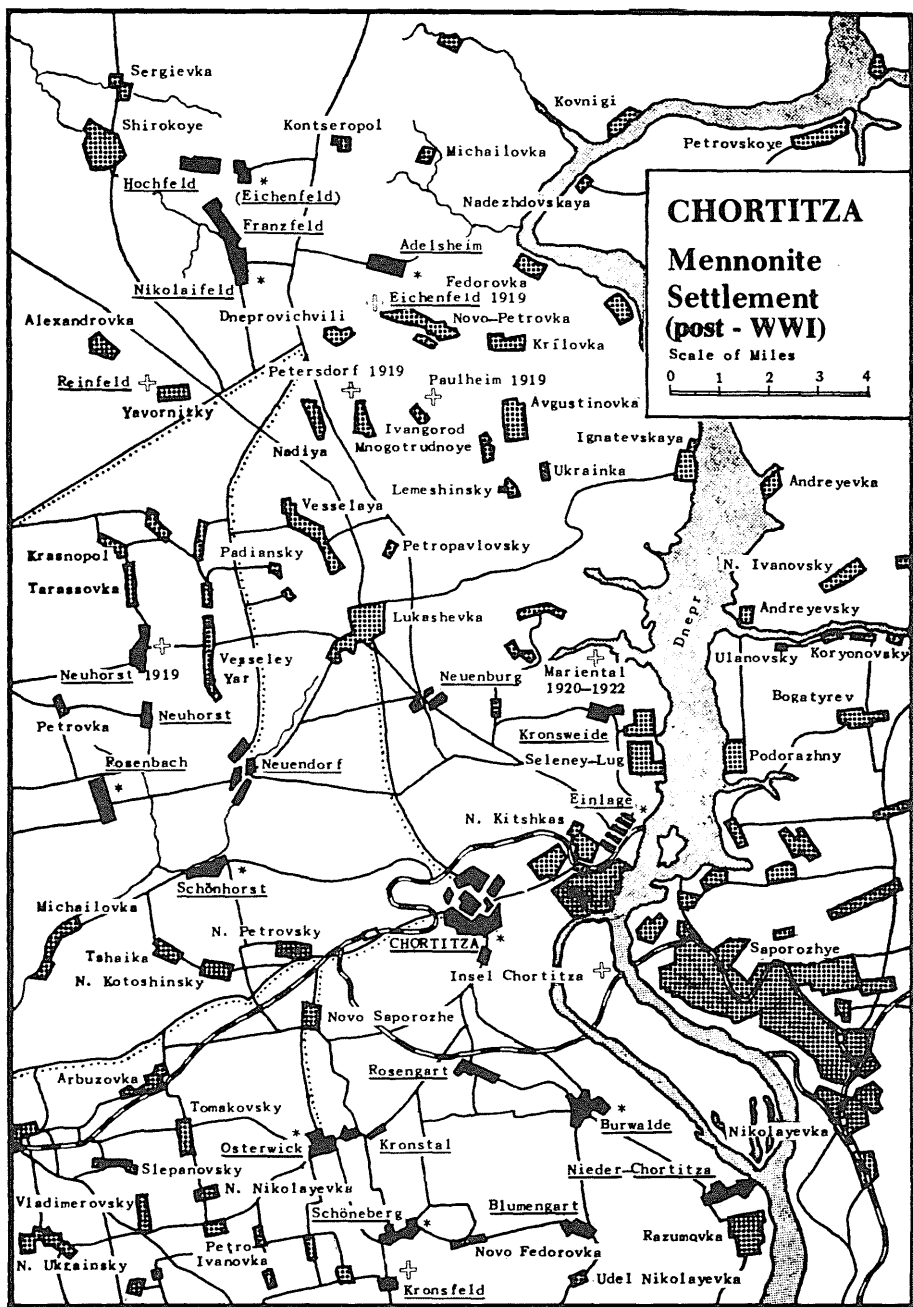 Sergievka
Kovnigi
Shirokoye
Kontseropol
Petrovskoye
Michailovka
Hochfeld
*
(Eichenfeld)
Nadezhdovskaya
CHORTITZA
Mennonite
Settlement
(post - WWI)
Scale of Miles
0 1 2 3 4
Franzfeld
Adelsheim
*
Nikolaifeld
*
Fedorovka
Eichenfeld 1919
Alexandrovka
Dneprovichvili
Novo-Petrovka
Krilovka
Petersdorf 1919
Paulheim 1919
Reinfeld
Yavornitky
Avgustinovka
Ivangorod
Mnogotrudnoye
Nadiya
Ignatevskaya
Ukrainka
Andreyevka
Lemeshinsky
Vesselaya
Krasnopol
Padiansky
Petropavlovsky
Tarassovka
N. Ivanovsky
Dnepr
Lukashevka
Andreyevsky
Vesseley
Yar
Ulanovsky
Koryonovsky
Neuhorst 1919
Neuenburg
Mariental
1920-1922
Petrovka
Neuhorst
Bogatyrev
Kronsweide
Rosenbach
*
Neuendorf
Seleney-Lug
Podorazhny
Einlage
*
N. Kitshkas
Schönhorst
*
Michailovka
N. Petrovsky
CHORTITZA
*
Saporozhye
Tshaika
N. Kotoshinsky
Insel Chortitza
Novo Saporozhe
Arbuzovka
Rosengart
Tomakovsky
*
Osterwick
Kronstal
*
Burwalde
Nikolayevka
Slepanovsky
Nieder-Chortitza
N. Nikolayevka
Vladimerovsky
Schöneberg
*
Blumengart
Razumovka
N. Ukrainsky
Petro
Ivanovka
Novo Fedorovka
Kronsfeld
Udel Nikolayevka